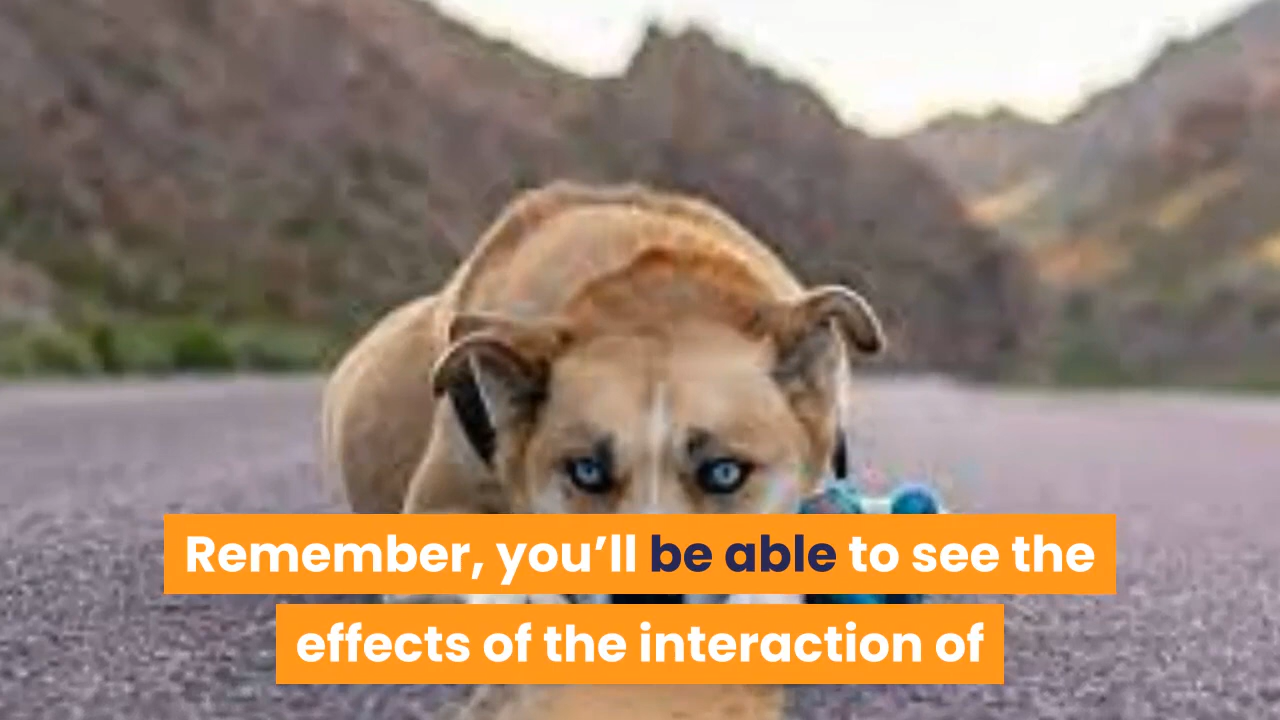 Remember, you’ll be able to see the
effects of the interaction of